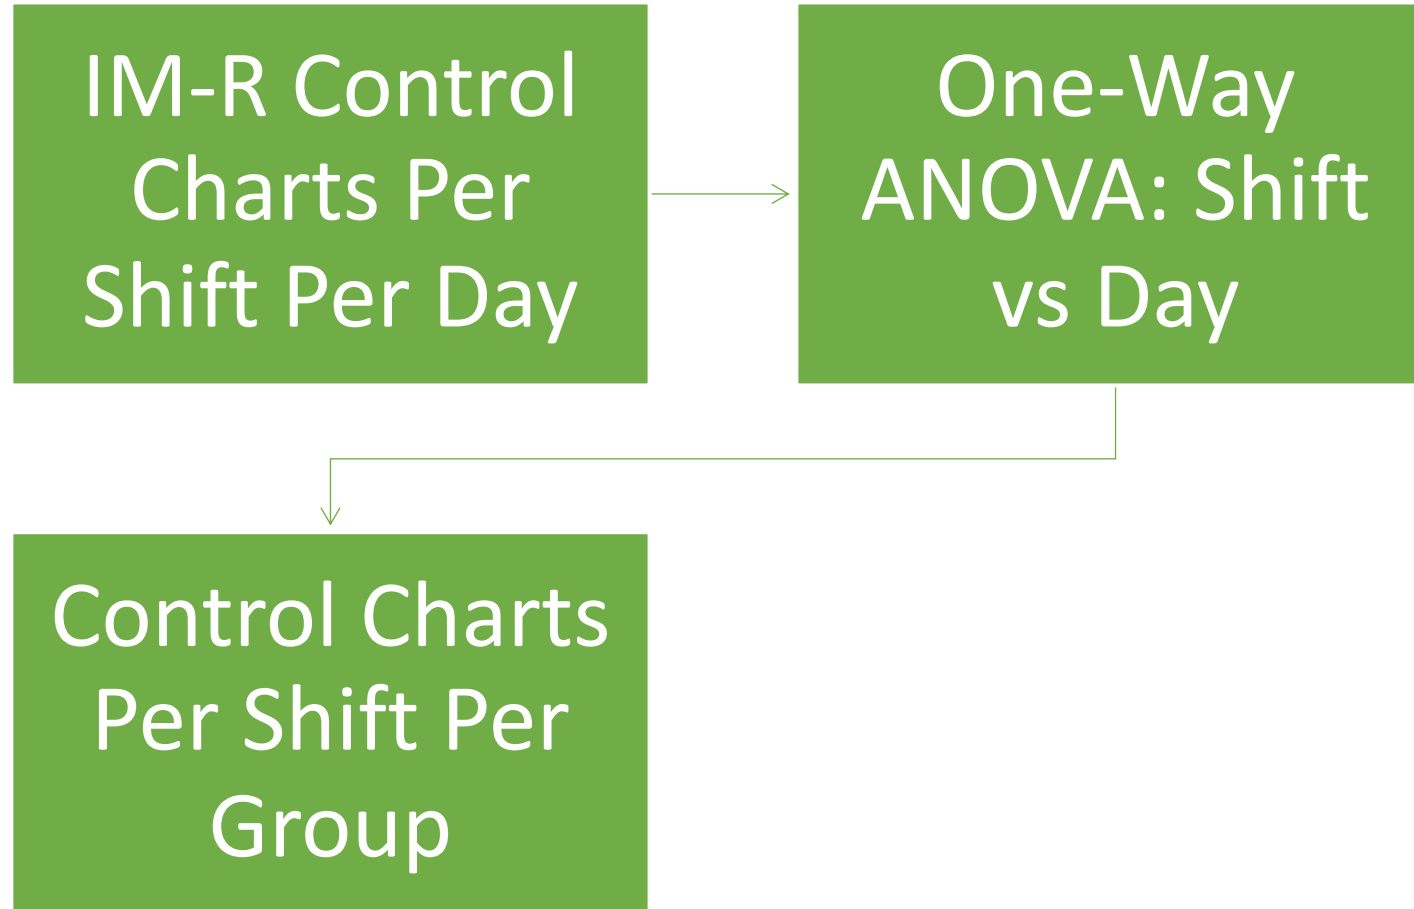 IM-R Control
Charts Per
Shift Per Day
One-Way
ANOVA: Shift
vs Day
Control Charts
Per Shift Per
Group